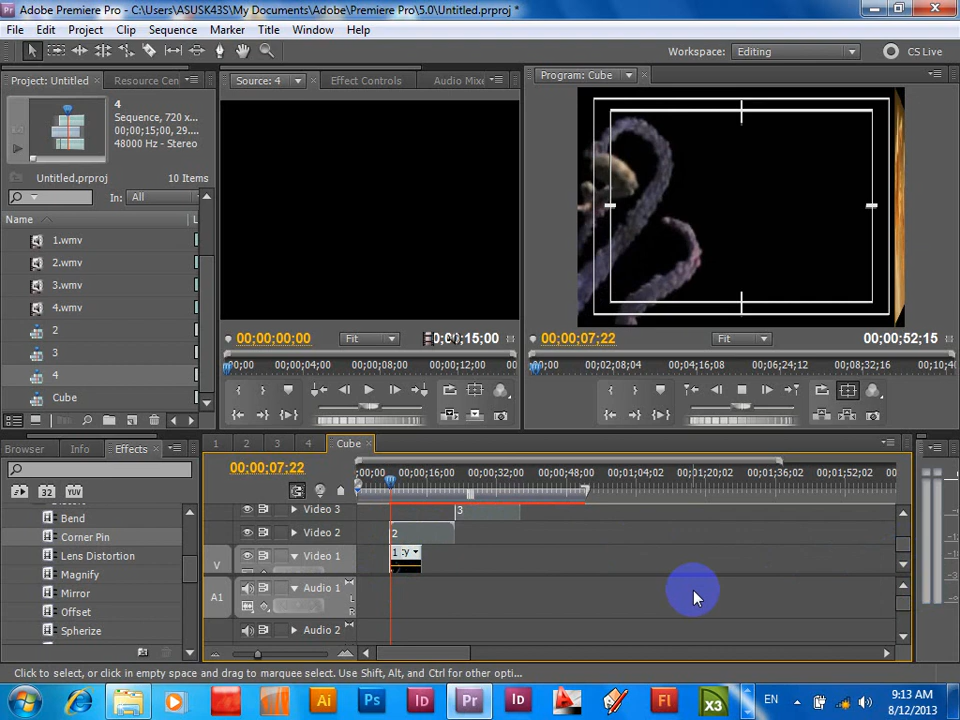 Adobe Premiere Pro - C:\ASUSK43S\My Documents\Adobe\Premiere Pro\5.0\Untitled.prproj *
File Edit Project Clip Sequence Marker Title Window Help
Workspace: Editing CS Live
Project: Untitled Resource Cen
Source: 4 Effect Controls Audio Mixe
Program: Cube
4
Sequence, 720 x...
00;00;15;00, 29....
48000 Hz - Stereo
Untitled.prproj 10 Items
In: All
Name L
1.wmv
2.wmv
3.wmv
4.wmv
2
3
4
Cube
00;00;00;00 Fit 00;00;15;00
00;00;07;22 Fit 00;00;52;15
;00;00 00;00;04;00 00;00;08;00 00;00;12;00
;00;00 00;02;08;04 00;04;16;08 00;06;24;12 00;08;32;16 00;10;40
Browser Info Effects
32 YUV
Bend
Corner Pin
Lens Distortion
Magnify
Mirror
Offset
Spherize
1 2 3 4 Cube
00;00;07;22
;00;00 00;00;16;00 00;00;32;00 00;00;48;00 00;01;04;02 00;01;20;02 00;01;36;02 00;01;52;02 00
Video 3 3
Video 2 2
V Video 1 1 :y
A1 Audio 1 L R
Audio 2
Click to select, or click in empty space and drag to marquee select. Use Shift, Alt, and Ctrl for other opti...
Ai Ps Id Pr Id Fl X3
EN
9:13 AM
8/12/2013